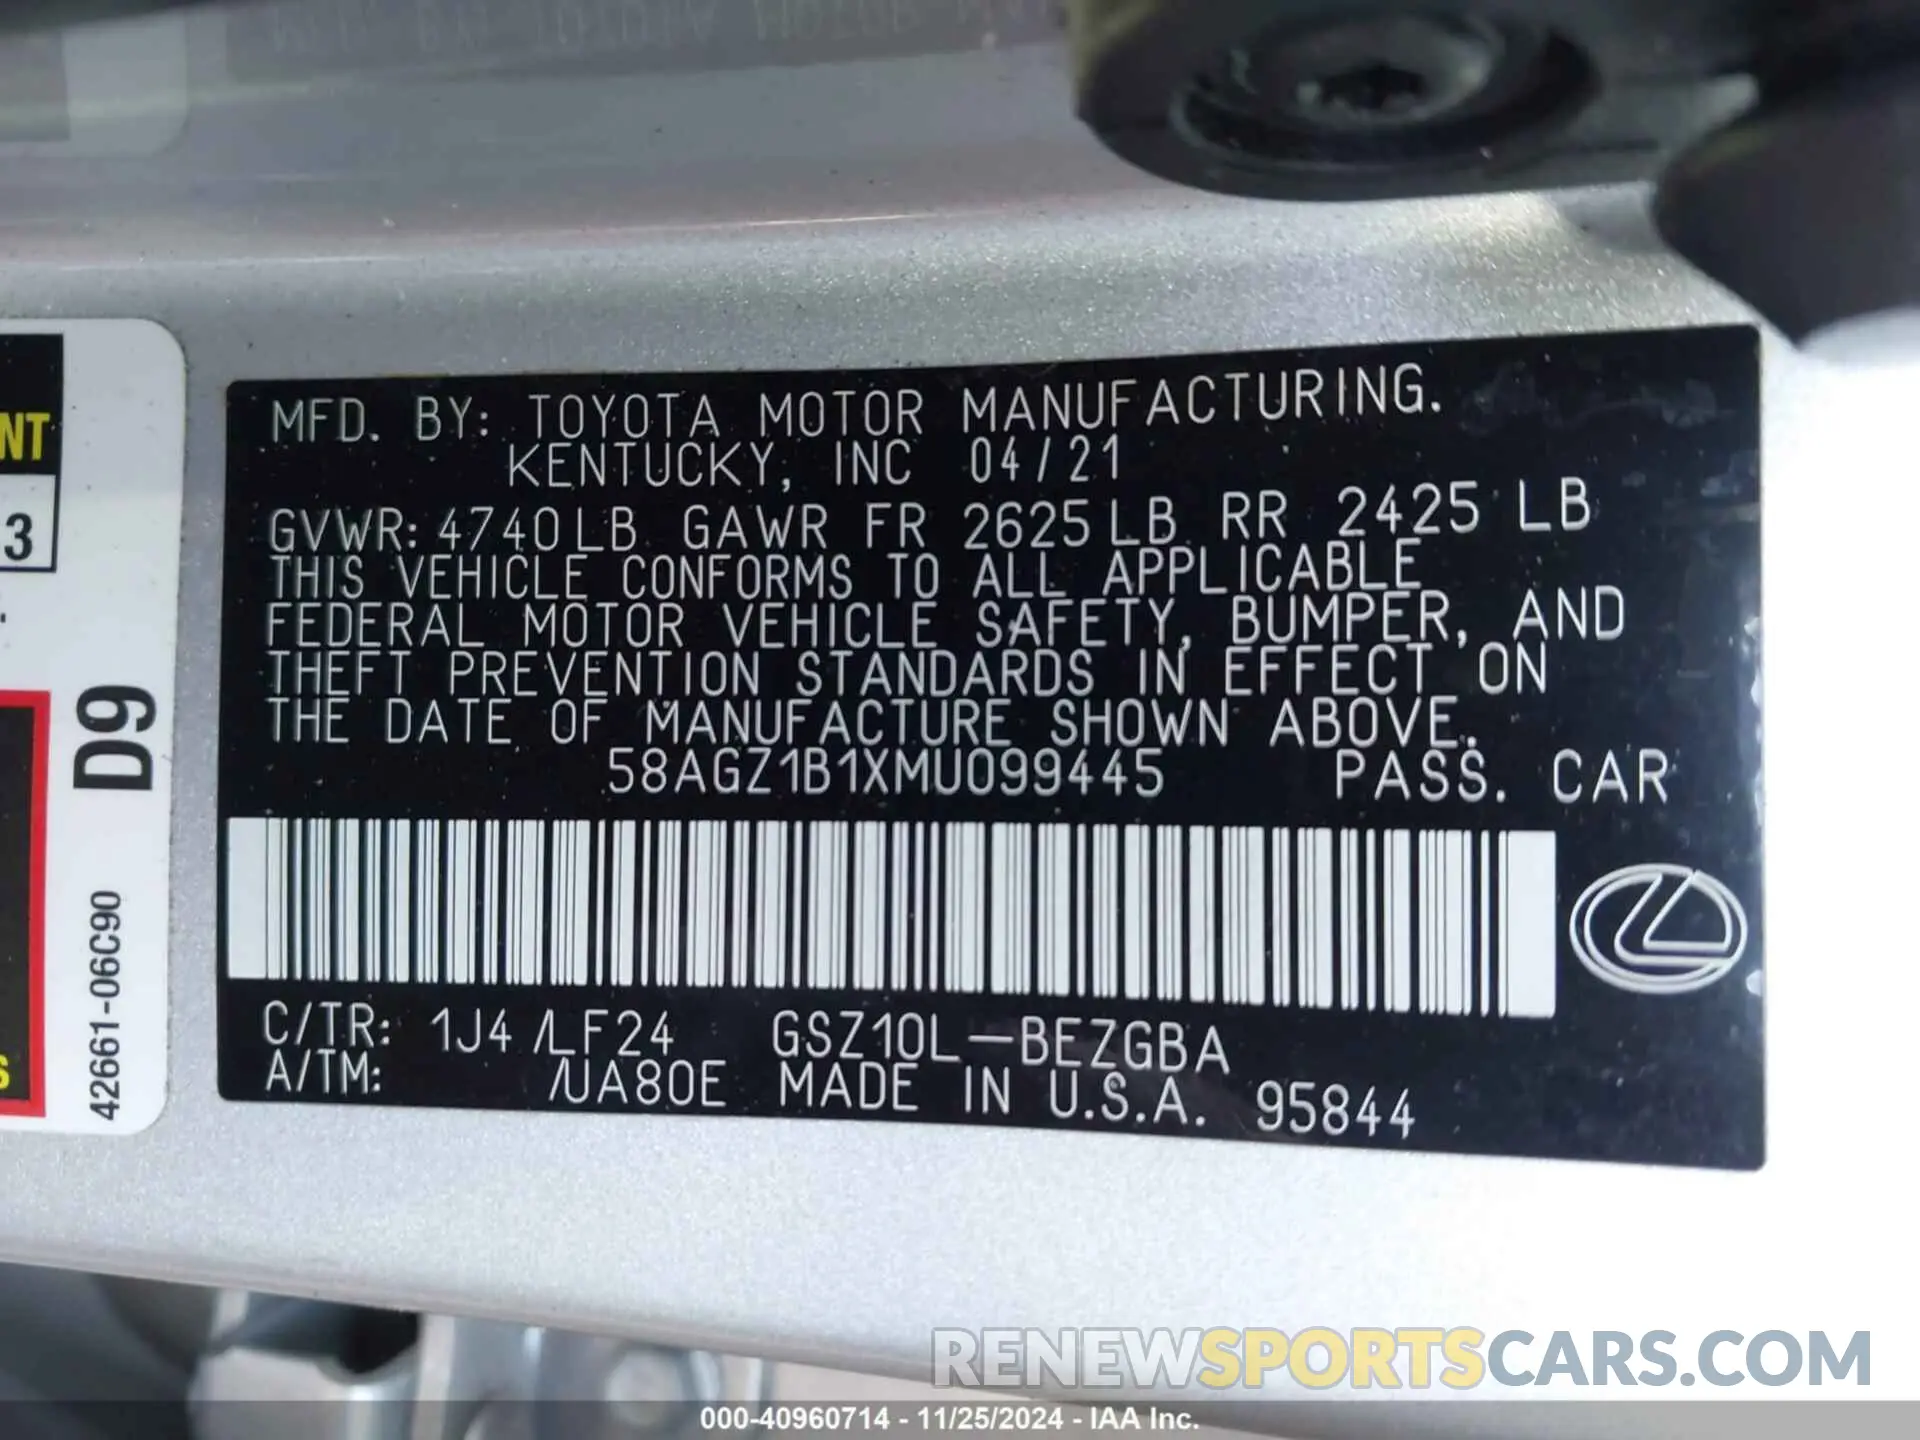 MFD. BY: TOYOTA MOTOR MANUFACTURING.
KENTUCKY, INC 04/21
GVWR: 4740LB GAWR FR 2625LB RR 2425 LB
THIS VEHICLE CONFORMS TO ALL APPLICABLE
FEDERAL MOTOR VEHICLE SAFETY, BUMPER, AND
THEFT PREVENTION STANDARDS IN EFFECT ON
THE DATE OF MANUFACTURE SHOWN ABOVE.
58AGZ1B1XMU099445 PASS. CAR
C/TR: 1J4 /LF24 GSZ10L-BEZGBA
A/TM: /UA80E MADE IN U.S.A. 95844
NT
3
D9
42661-06C90
S
RENEWSPORTSCARS.COM
000-40960714 - 11/25/2024 - IAA Inc.